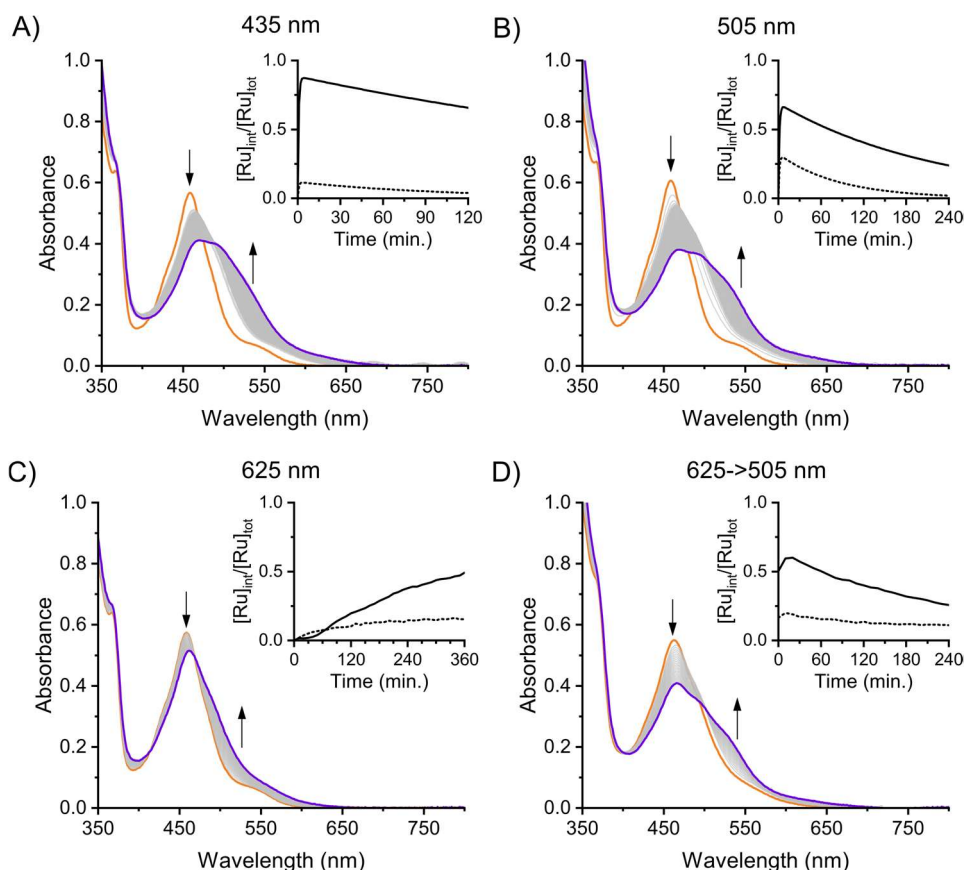 A) 435 nm
1.0
0.8
0.6
0.4
0.2
0.0
Absorbance
350 450 550 650 750
Wavelength (nm)
1.0
0.5
0.0
[Ru]int/[Ru]tot
0 30 60 90 120
Time (min.)
B) 505 nm
1.0
0.8
0.6
0.4
0.2
0.0
Absorbance
350 450 550 650 750
Wavelength (nm)
1.0
0.5
0.0
[Ru]int/[Ru]tot
0 60 120 180 240
Time (min.)
C) 625 nm
1.0
0.8
0.6
0.4
0.2
0.0
Absorbance
350 450 550 650 750
Wavelength (nm)
1.0
0.5
0.0
[Ru]int/[Ru]tot
0 120 240 360
Time (min.)
D) 625->505 nm
1.0
0.8
0.6
0.4
0.2
0.0
Absorbance
350 450 550 650 750
Wavelength (nm)
1.0
0.5
0.0
[Ru]int/[Ru]tot
0 60 120 180 240
Time (min.)